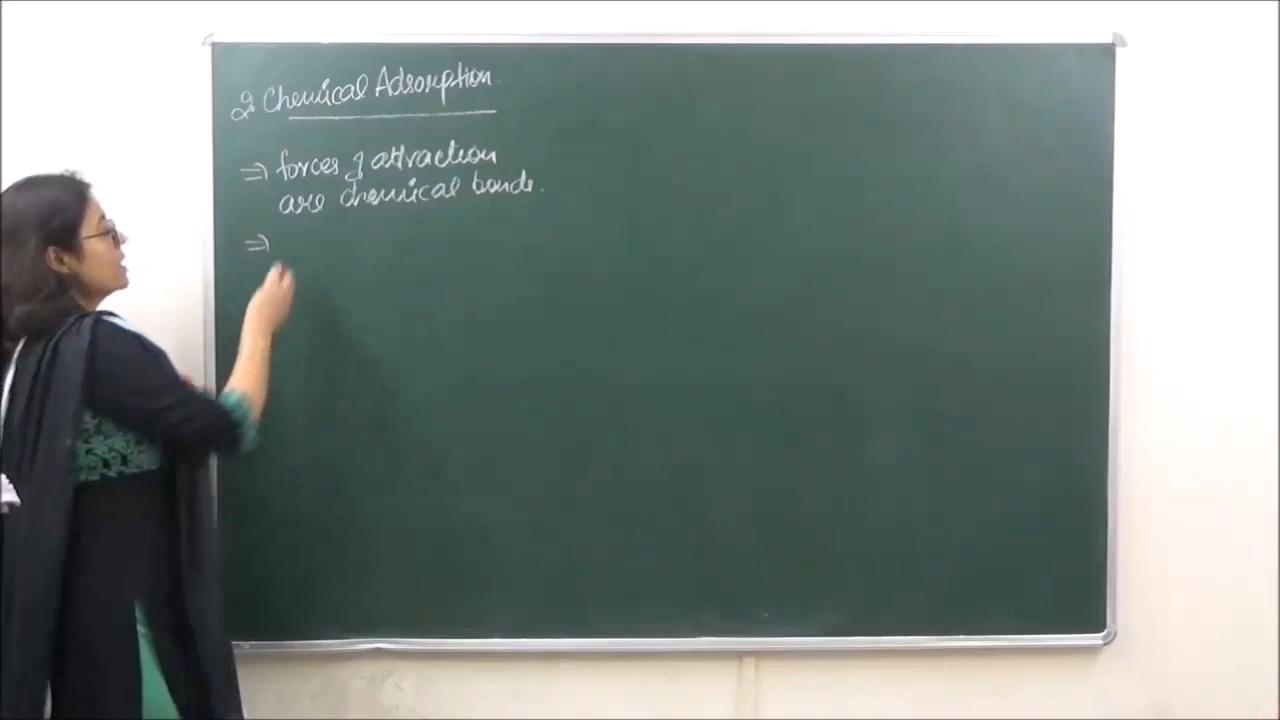 2. Chemical Adsorption
⇒ forces of attraction
are chemical bonds.
⇒